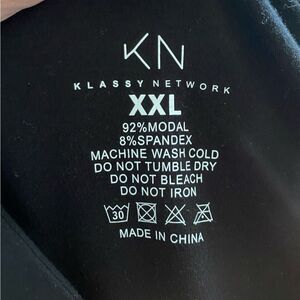 KN
KLASSY NETWORK
XXL
92%MODAL
8%SPANDEX
MACHINE WASH COLD
DO NOT TUMBLE DRY
DO NOT BLEACH
DO NOT IRON
30
MADE IN CHINA